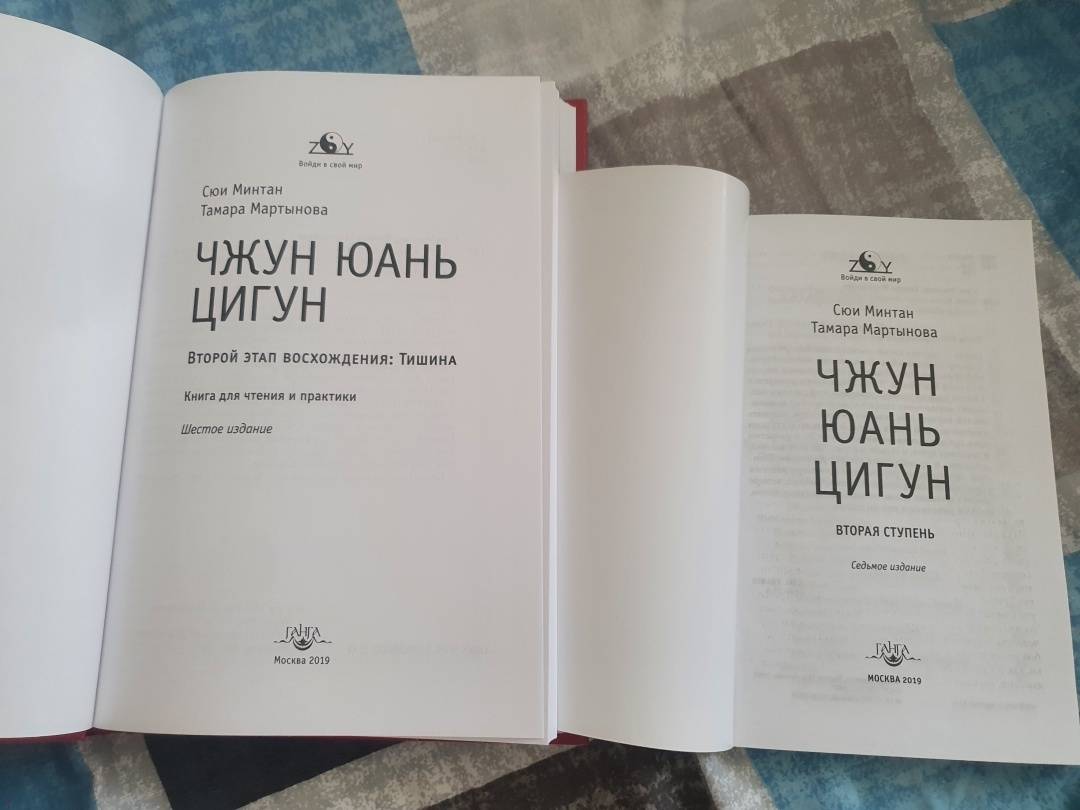 ZY
Войди в свой мир
Сюи Минтан
Тамара Мартынова
ЧЖУН ЮАНЬ
ЦИГУН
Второй этап восхождения: Тишина
Книга для чтения и практики
Шестое издание
ГАНГА
Москва 2019
ZY
Войди в свой мир
Сюи Минтан
Тамара Мартынова
ЧЖУН
ЮАНЬ
ЦИГУН
ВТОРАЯ СТУПЕНЬ
Седьмое издание
ГАНГА
МОСКВА 2019